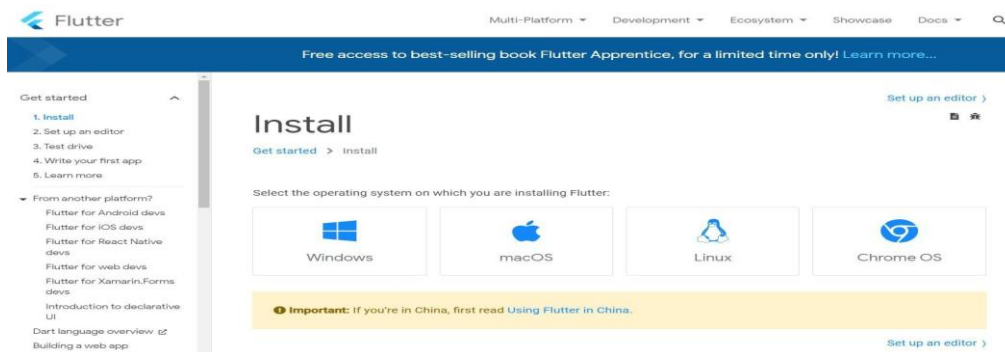 Flutter
Multi-Platform Development Ecosystem Showcase Docs
Free access to best-selling book Flutter Apprentice, for a limited time only! Learn more...
Get started
1. Install
2. Set up an editor
3. Test drive
4. Write your first app
5. Learn more
From another platform?
Flutter for Android devs
Flutter for iOS devs
Flutter for React Native
devs
Flutter for web devs
Flutter for Xamarin.Forms
devs
Introduction to declarative
UI
Dart language overview
Building a web app
Set up an editor ⟩
Install
Get started > Install
Select the operating system on which you are installing Flutter:
Windows
macOS
Linux
Chrome OS
Important: If you're in China, first read Using Flutter in China.
Set up an editor ⟩